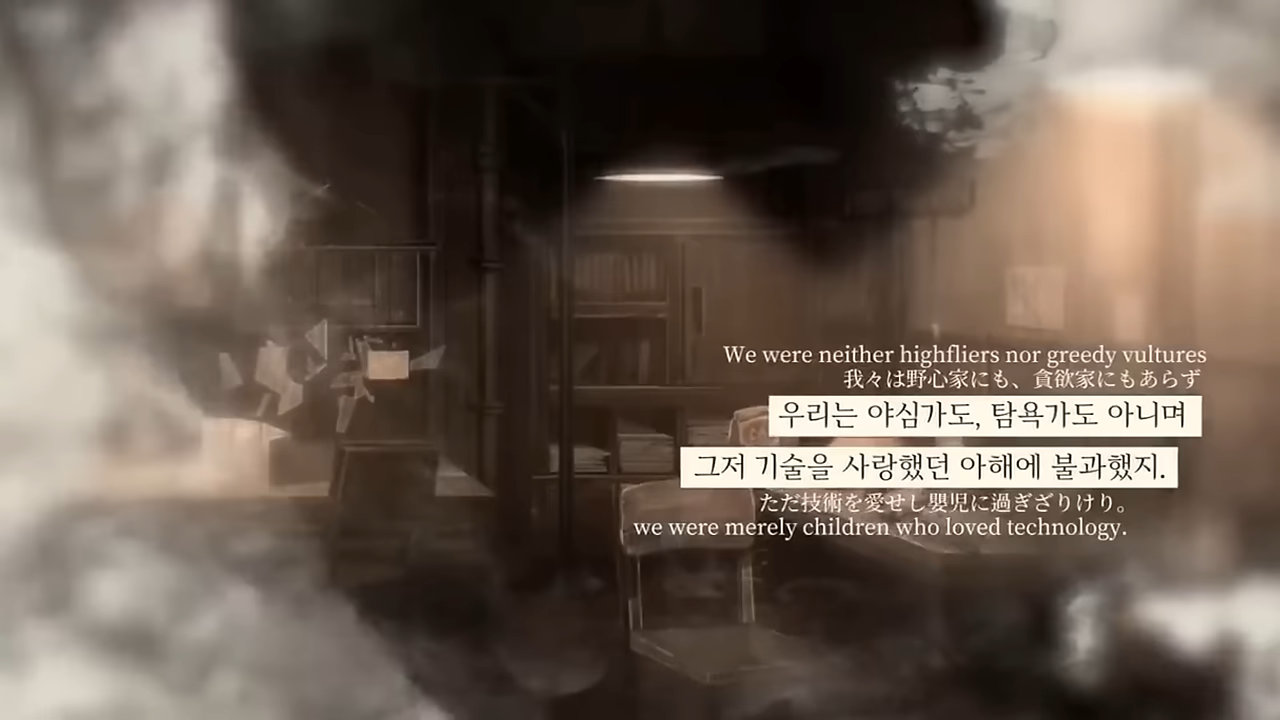 We were neither highfliers nor greedy vultures
我々は野心家にも、貪欲家にもあらず
우리는 야심가도, 탐욕가도 아니며
그저 기술을 사랑했던 아해에 불과했지.
ただ技術を愛せし嬰児に過ぎざりけり。
we were merely children who loved technology.